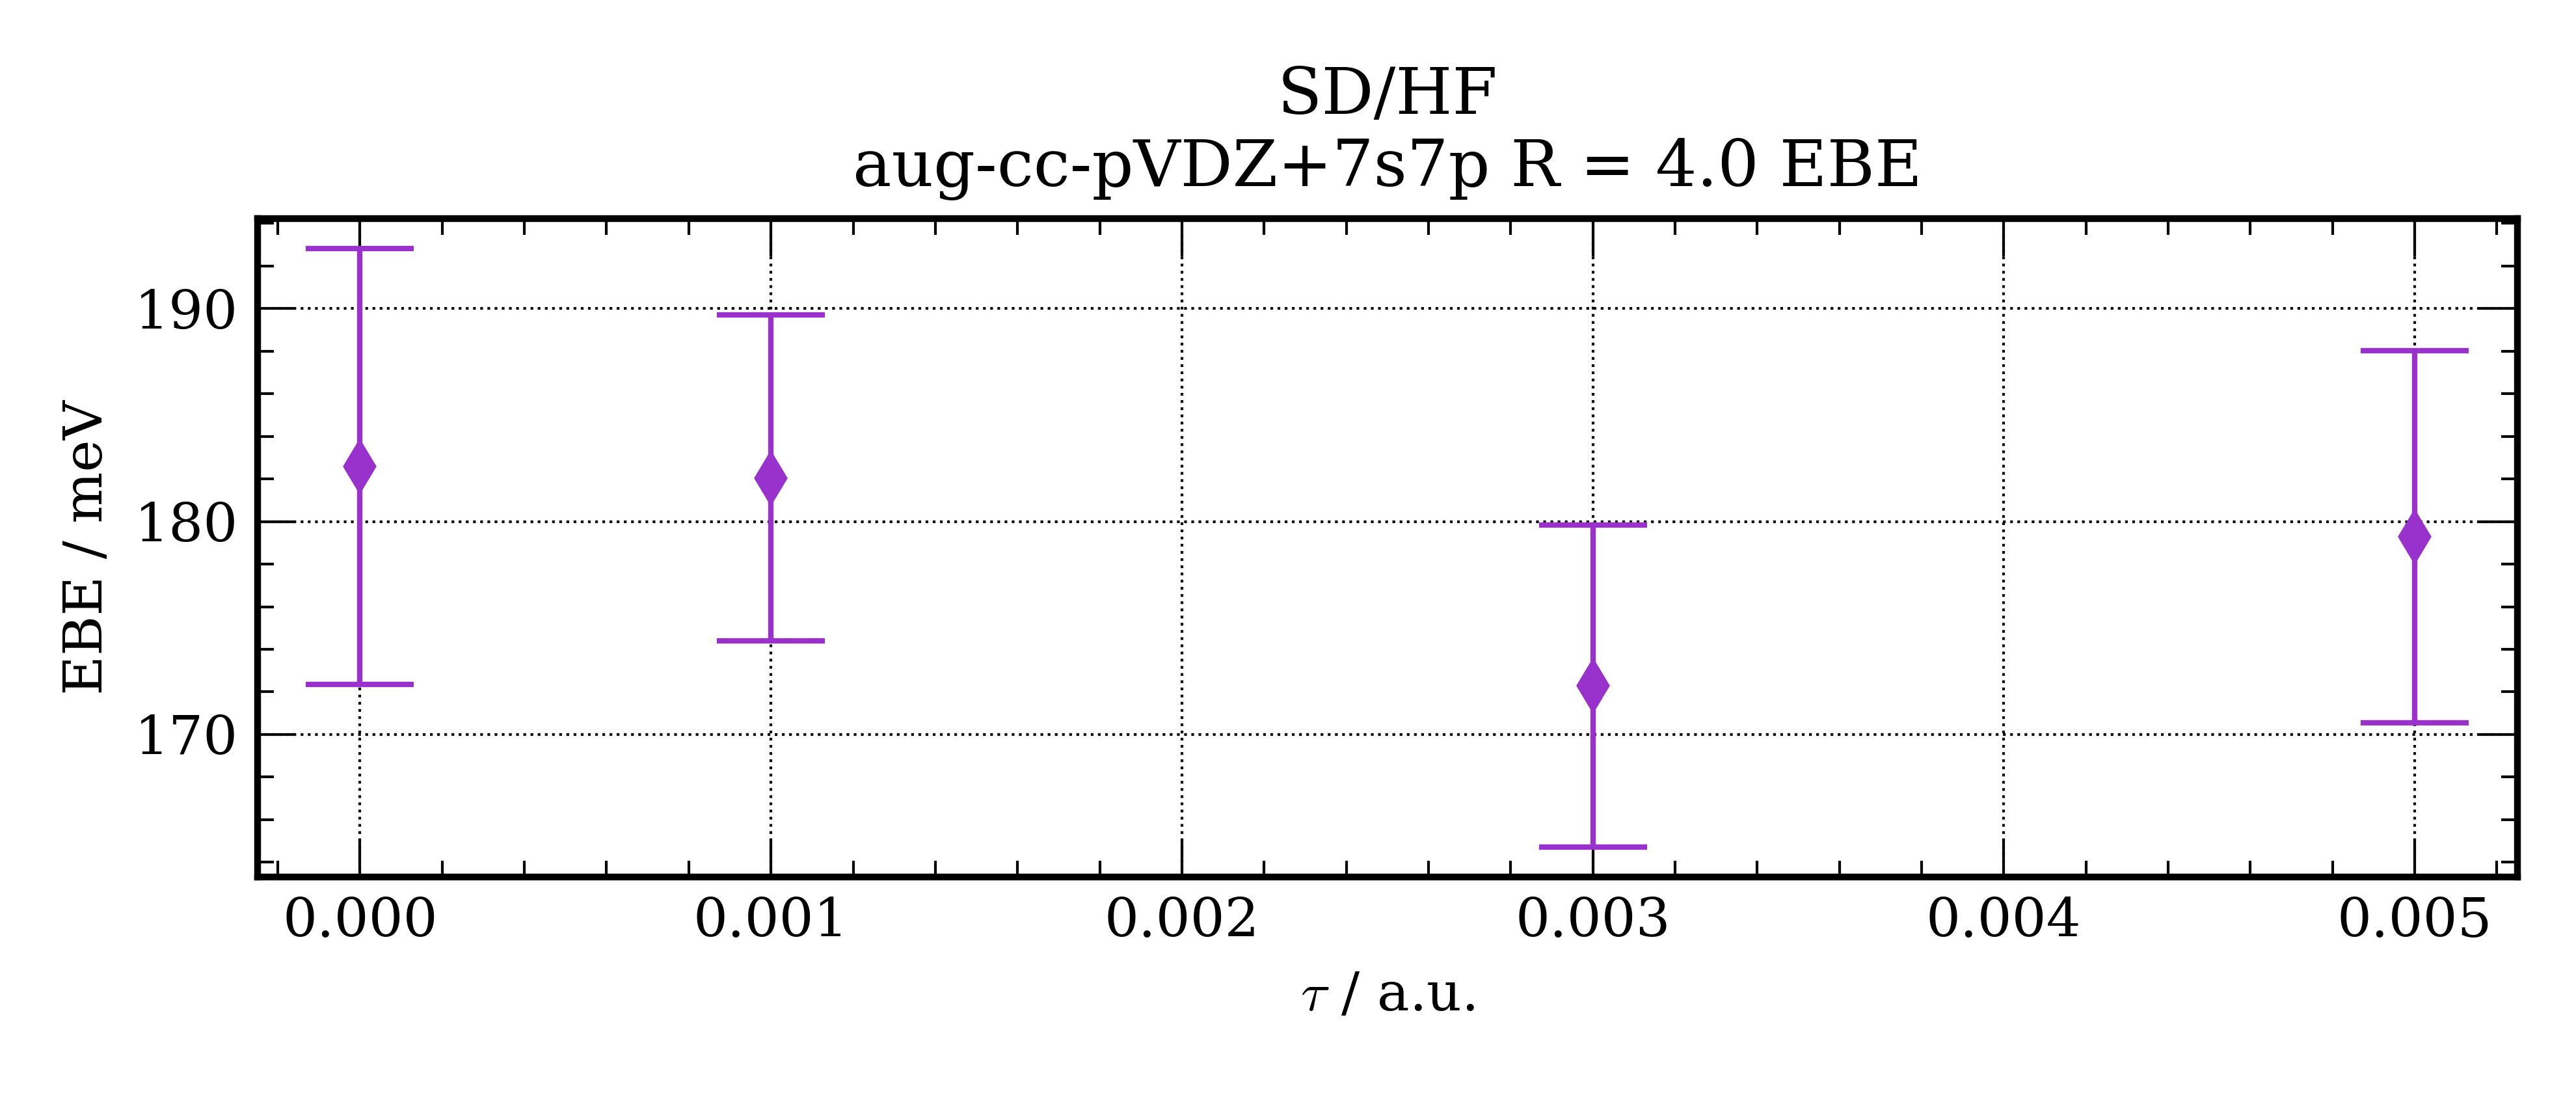 SD/HF
aug-cc-pVDZ+7s7p R = 4.0 EBE
EBE / meV
190
180
170
0.000 0.001 0.002 0.003 0.004 0.005
τ / a.u.